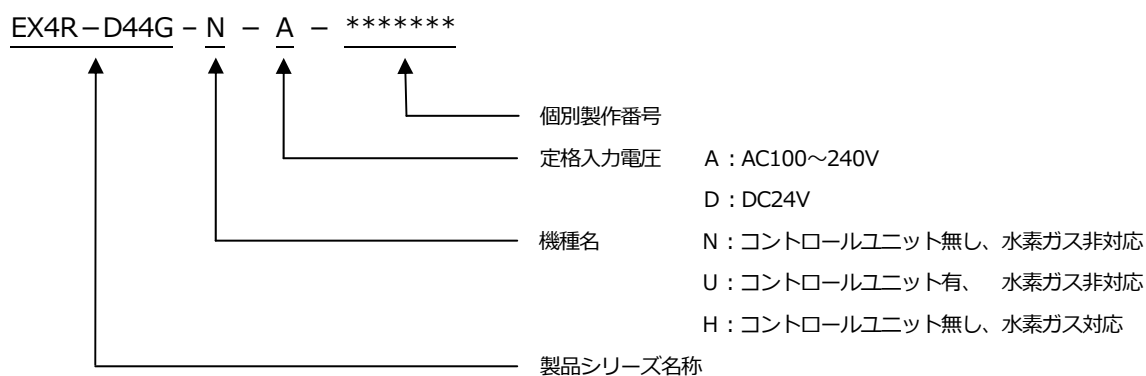 EX4R－D44G－N － A － *******
個別製作番号
定格入力電圧 A：AC100～240V
D：DC24V
機種名 N：コントロールユニット無し、水素ガス非対応
U：コントロールユニット有、 水素ガス非対応
H：コントロールユニット無し、水素ガス対応
製品シリーズ名称